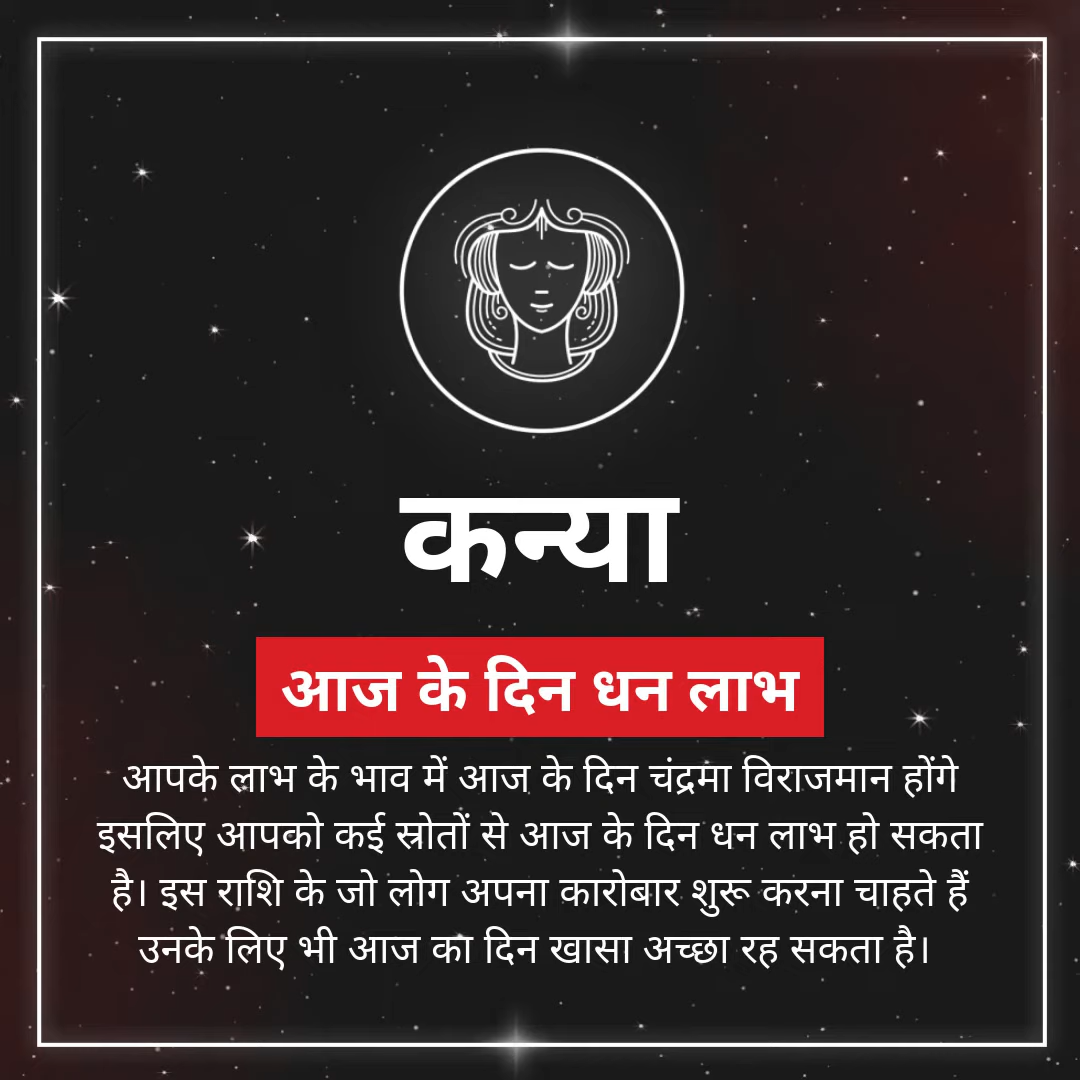 कन्या
आज के दिन धन लाभ
आपके लाभ के भाव में आज के दिन चंद्रमा विराजमान होंगे
इसलिए आपको कई स्रोतों से आज के दिन धन लाभ हो सकता
है। इस राशि के जो लोग अपना कारोबार शुरू करना चाहते हैं
उनके लिए भी आज का दिन खासा अच्छा रह सकता है।